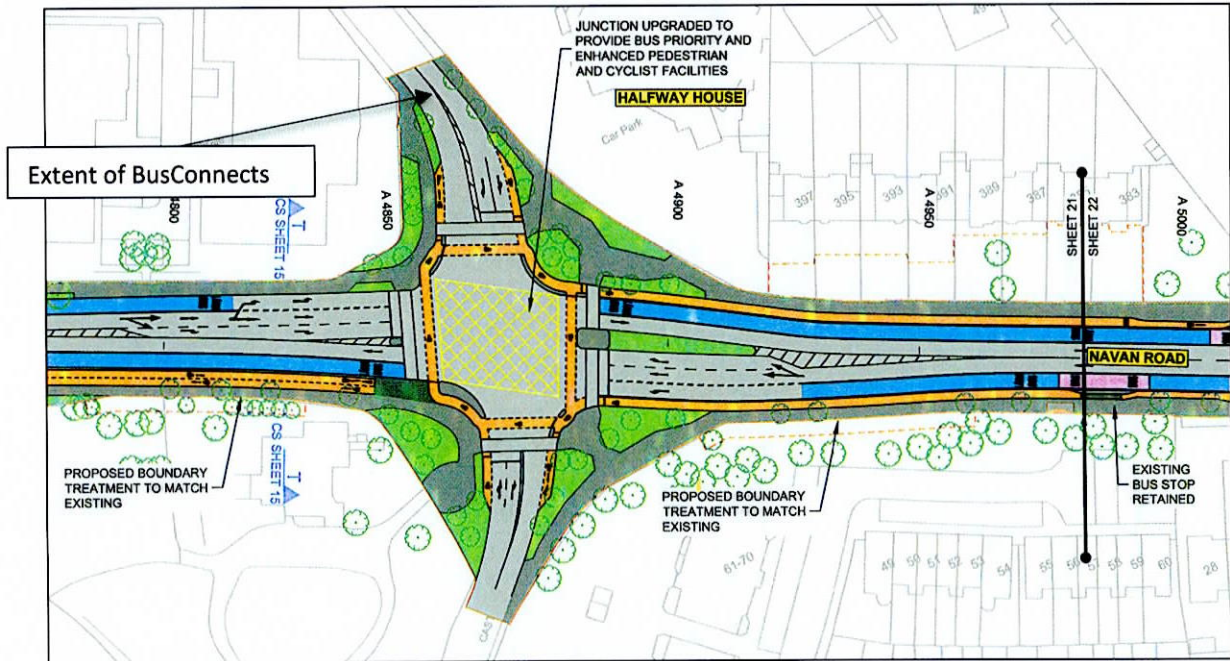 JUNCTION UPGRADED TO
PROVIDE BUS PRIORITY AND
ENHANCED PEDESTRIAN
AND CYCLIST FACILITIES
HALFWAY HOUSE
Car Park
Extent of BusConnects
A 4800
CS SHEET 15
T
A 4850
A 4900
397
395
393
391
389
387
383
A 4950
SHEET 21
SHEET 22
A 5000
NAVAN ROAD
PROPOSED BOUNDARY
TREATMENT TO MATCH
EXISTING
T
CS SHEET 15
PROPOSED BOUNDARY
TREATMENT TO MATCH
EXISTING
EXISTING
BUS STOP
RETAINED
61-70
49
50
51
52
53
54
55
56
57
58
59
60
28